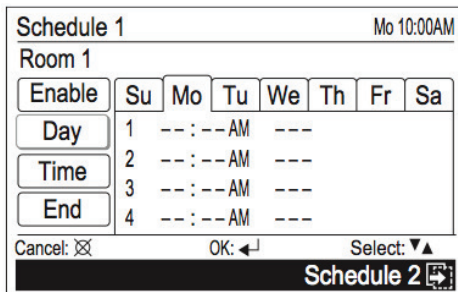 Schedule 1 Mo 10:00AM
Room 1
Enable Su Mo Tu We Th Fr Sa
Day 1 --:--AM ---
2 --:--AM ---
Time
3 --:--AM ---
End 4 --:--AM ---
Cancel: OK: Select: ▼▲
Schedule 2